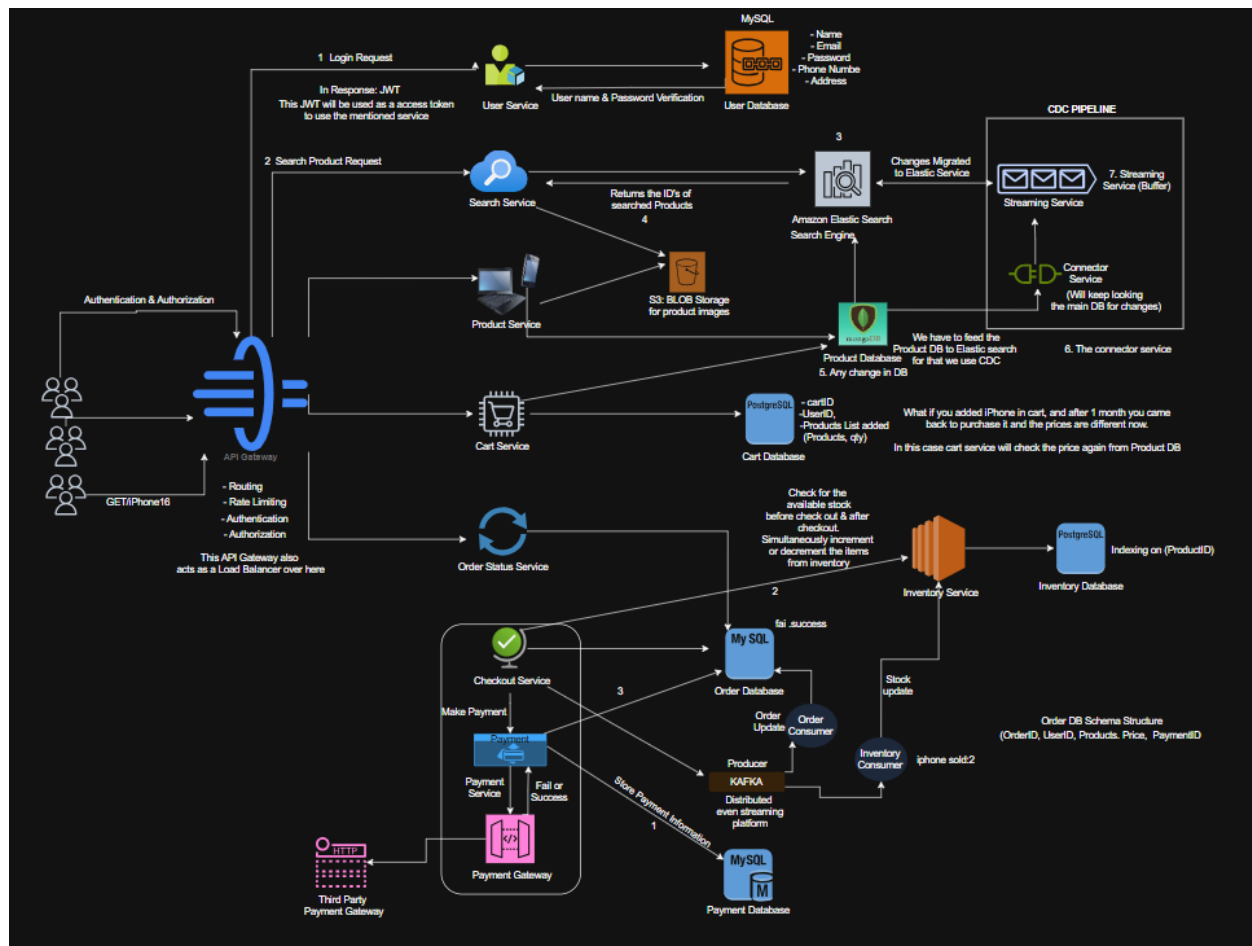 MySQL
- Name
- Email
- Password
- Phone Numbe
- Address
1 Login Request
In Response: JWT
This JWT will be used as a access token
to use the mentioned service
User Service
User name & Password Verification
User Database
CDC PIPELINE
2 Search Product Request
3
Changes Migrated
to Elastic Service
7. Streaming
Service (Buffer)
Search Service
Returns the ID's of
searched Products
4
Amazon Elastic Search
Search Engine
Streaming Service
Connector
Service
(Will keep looking
the main DB for changes)
S3: BLOB Storage
for product images
Authentication & Authorization
Product Service
mongoDB
Product Database
We have to feed the
Product DB to Elastic search
for that we use CDC
6. The connector service
5. Any change in DB
PostgreSQL
- cartID
-UserID,
-Products List added
(Products, qty)
What if you added iPhone in cart, and after 1 month you came
back to purchase it and the prices are different now.
In this case cart service will check the price again from Product DB
Cart Service
Cart Database
API Gateway
- Routing
- Rate Limiting
- Authentication
- Authorization
This API Gateway also
acts as a Load Balancer over here
GET/iPhone16
Check for the
available stock
before check out & after
checkout.
Simultaneously increment
or decrement the items
from inventory
Order Status Service
2
Inventory Service
PostgreSQL
Indexing on (ProductID)
Inventory Database
fai .success
My SQL
Order Database
Checkout Service
3
Make Payment
Payment
Payment
Service
Fail or
Success
Payment Gateway
HTTP
Third Party
Payment Gateway
Store Payment Information
1
Order
Update
Order
Consumer
Stock
update
Inventory
Consumer
iphone sold:2
Order DB Schema Structure
(OrderID, UserID, Products. Price, PaymentID
Producer
KAFKA
Distributed
even streaming
platform
MySQL
M
Payment Database